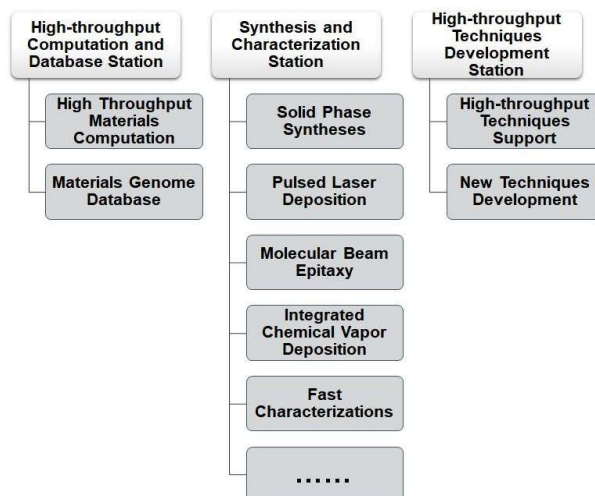 High-throughput
Computation and
Database Station
High Throughput
Materials
Computation
Materials Genome
Database
Synthesis and
Characterization
Station
Solid Phase
Syntheses
Pulsed Laser
Deposition
Molecular Beam
Epitaxy
Integrated
Chemical Vapor
Deposition
Fast
Characterizations
......
High-throughput
Techniques
Development
Station
High-throughput
Techniques
Support
New Techniques
Development